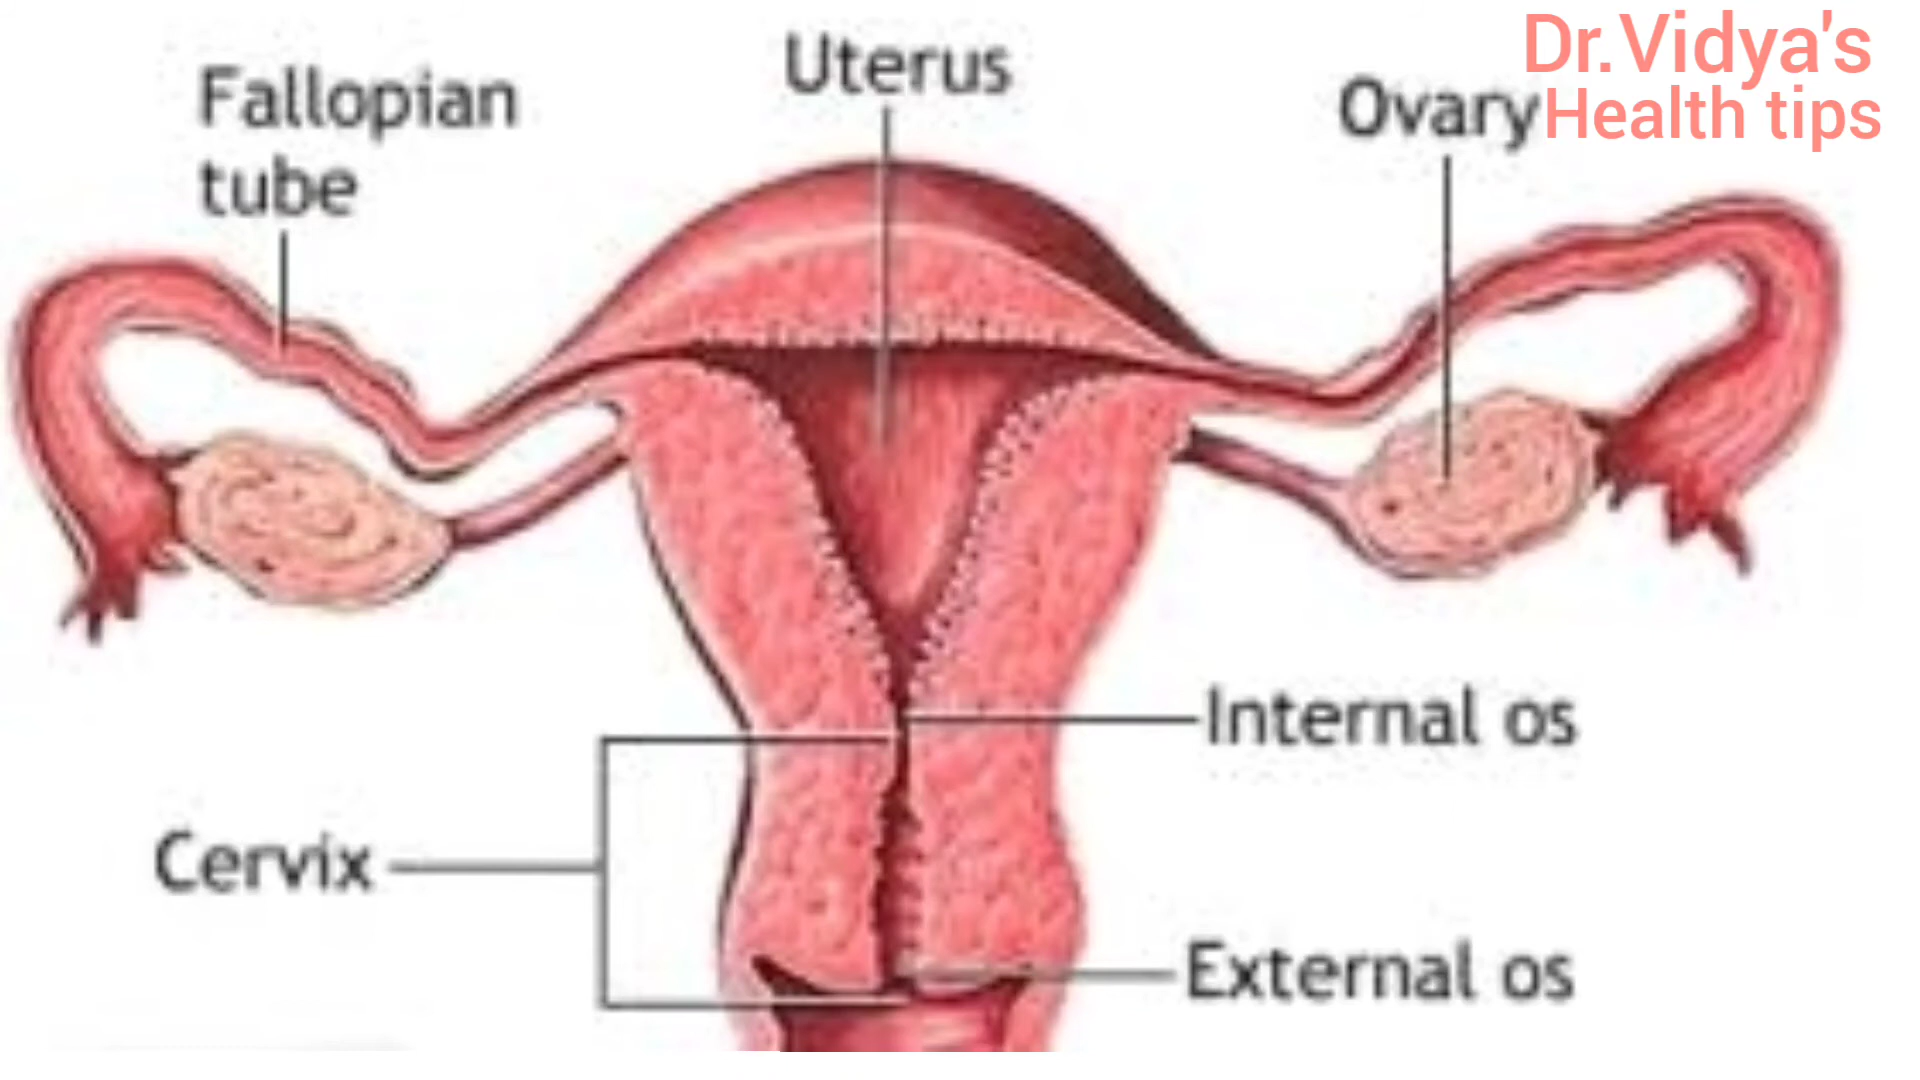 Dr.Vidya's
Health tips
Uterus
Fallopian
tube
Ovary
Internal os
Cervix
External os